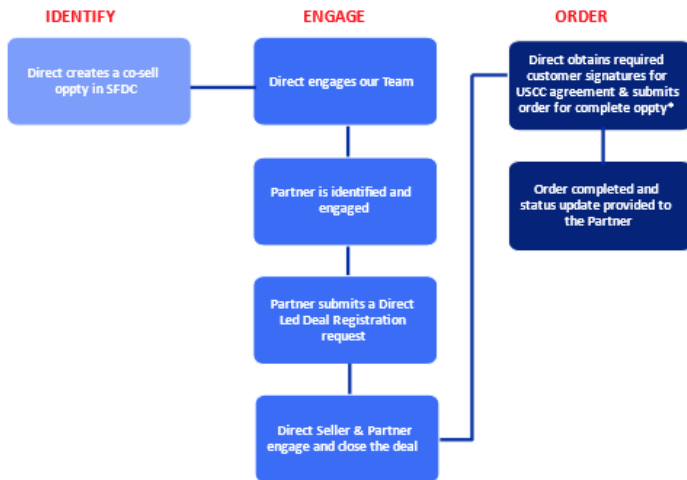 IDENTIFY
Direct creates a co-sell
oppty in SFDC
ENGAGE
Direct engages our Team
Partner is identified and
engaged
Partner submits a Direct
Led Deal Registration
request
Direct Seller & Partner
engage and close the deal
ORDER
Direct obtains required
customer signatures for
USCC agreement & submits
order for complete oppty*
Order completed and
status update provided to
the Partner